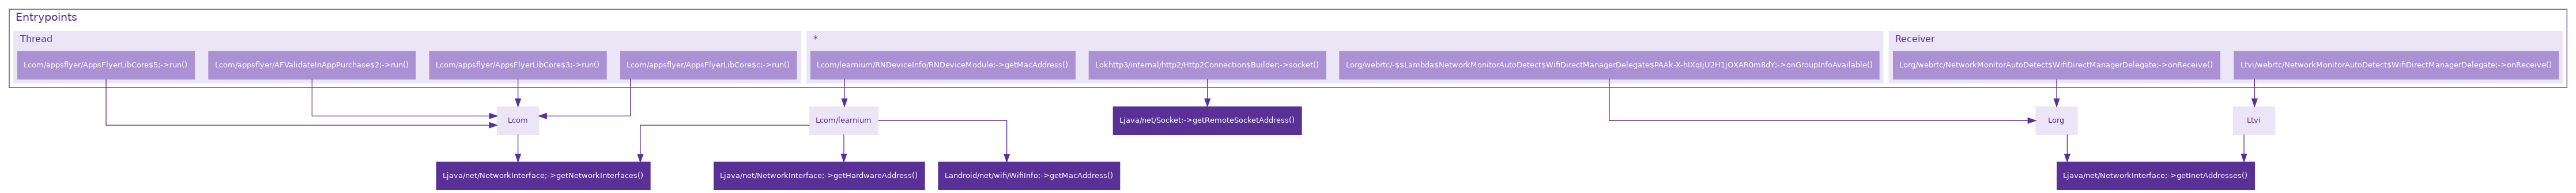 Entrypoints
Thread
*
Receiver
Lcom/appsflyer/AppsFlyerLibCore$5;->run()
Lcom/appsflyer/AFValidateInAppPurchase$2;->run()
Lcom/appsflyer/AppsFlyerLibCore$3;->run()
Lcom/appsflyer/AppsFlyerLibCore$c;->run()
Lcom/learnium/RNDeviceInfo/RNDeviceModule;->getMacAddress()
Lokhttp3/internal/http2/Http2Connection$Builder;->socket()
Lorg/webrtc/-$$Lambda$NetworkMonitorAutoDetect$WifiDirectManagerDelegate$PAAk-X-hIXqIjU2H1jOXAR0m8dY;->onGroupInfoAvailable()
Lorg/webrtc/NetworkMonitorAutoDetect$WifiDirectManagerDelegate;->onReceive()
Ltvi/webrtc/NetworkMonitorAutoDetect$WifiDirectManagerDelegate;->onReceive()
Lcom
Lcom/learnium
Ljava/net/Socket;->getRemoteSocketAddress()
Lorg
Ltvi
Ljava/net/NetworkInterface;->getNetworkInterfaces()
Ljava/net/NetworkInterface;->getHardwareAddress()
Landroid/net/wifi/WifiInfo;->getMacAddress()
Ljava/net/NetworkInterface;->getInetAddresses()